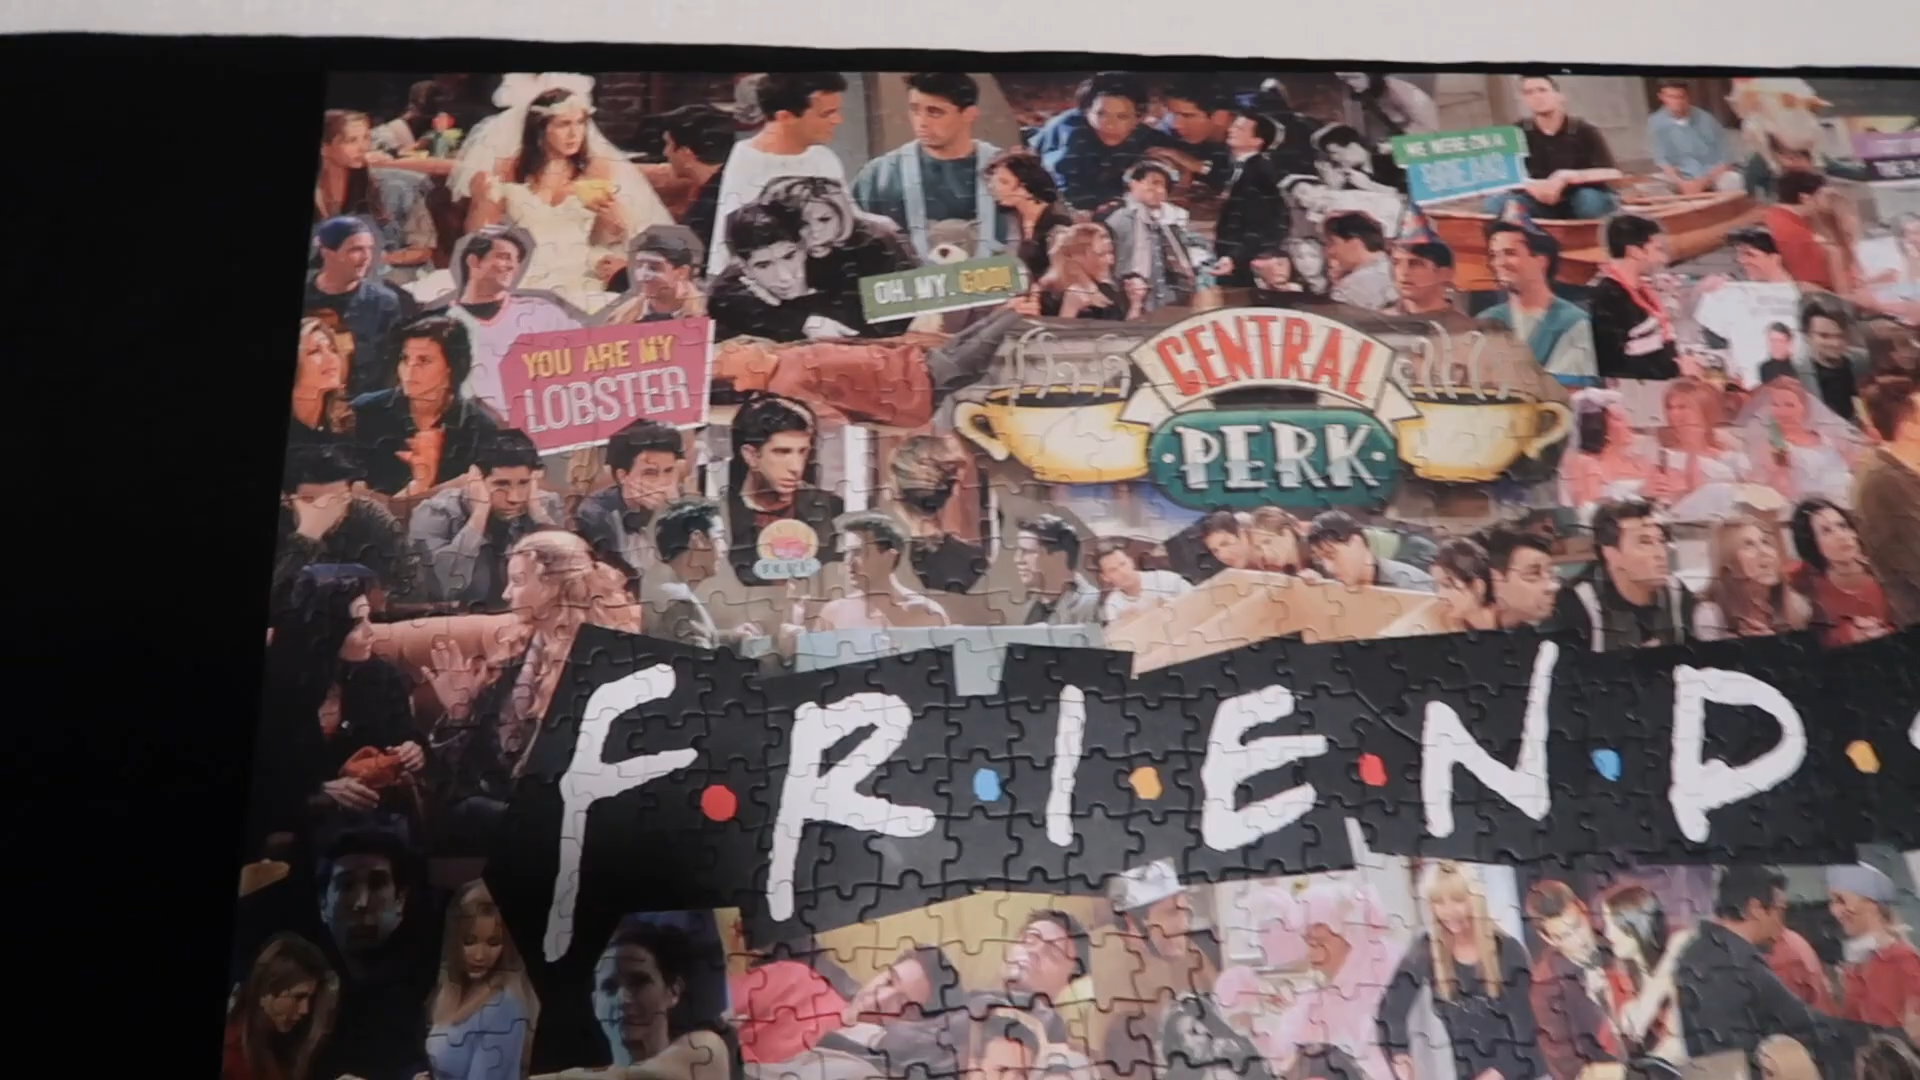 WE WERE ON A
BREAK!
OH. MY. GOD!
YOU ARE MY
LOBSTER
CENTRAL
PERK
F.R.I.E.N.D.